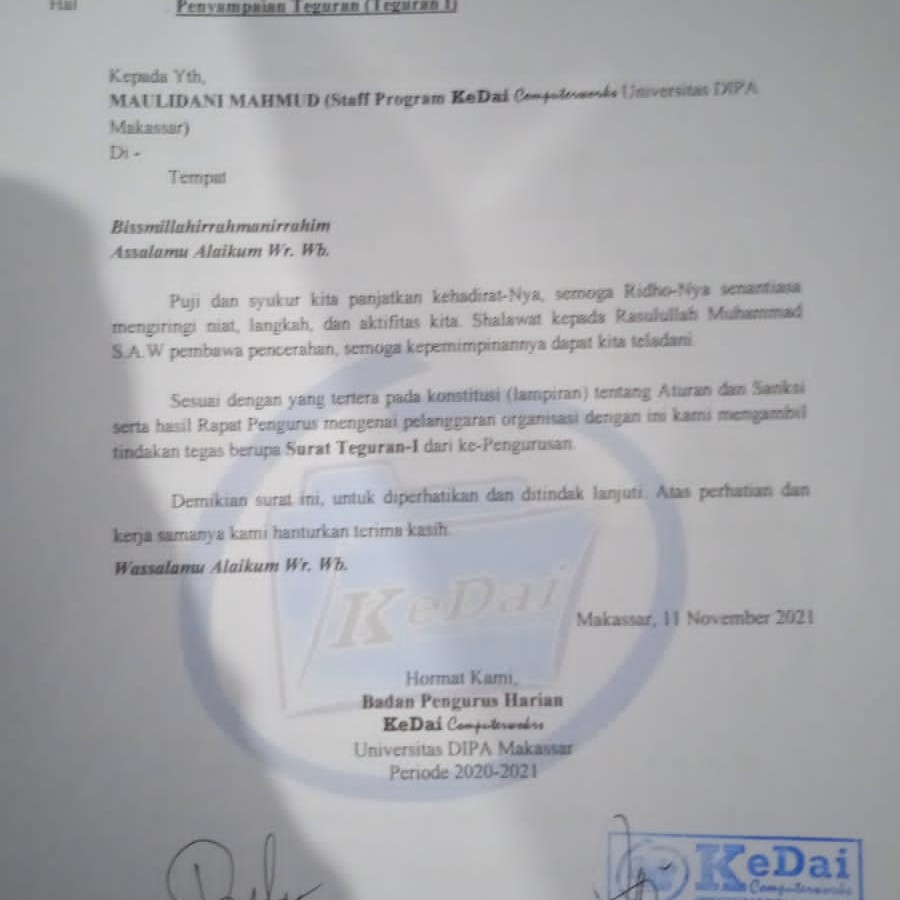 Hal Penyampaian Teguran (Teguran I)
Kepada Yth,
MAULIDANI MAHMUD (Staff Program KeDai Computerworks Universitas DIPA
Makassar)
Di -
Tempat
Bissmillahirrahmanirrahim
Assalamu Alaikum Wr. Wb.
Puji dan syukur kita panjatkan kehadirat-Nya, semoga Ridho-Nya senantiasa
mengiringi niat, langkah, dan aktifitas kita. Shalawat kepada Rasulullah Muhammad
S.A.W pembawa pencerahan, semoga kepemimpinannya dapat kita teladani.
Sesuai dengan yang tertera pada konstitusi (lampiran) tentang Aturan dan Sanksi
serta hasil Rapat Pengurus mengenai pelanggaran organisasi dengan ini kami mengambil
tindakan tegas berupa Surat Teguran-I dari ke-Pengurusan.
Demikian surat ini, untuk diperhatikan dan ditindak lanjuti. Atas perhatian dan
kerja samanya kami hanturkan terima kasih.
Wassalamu Alaikum Wr. Wb.
KeDai
Makassar, 11 November 2021
Hormat Kami,
Badan Pengurus Harian
KeDai Computerworks
Universitas DIPA Makassar
Periode 2020-2021
KeDai
Computerworks